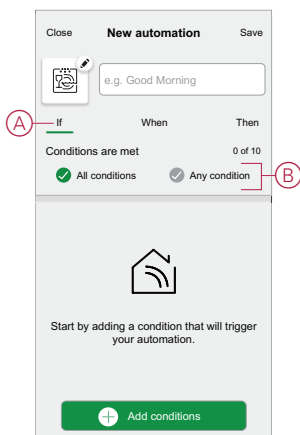 Close New automation Save
e.g. Good Morning
A If When Then
Conditions are met 0 of 10
All conditions Any condition B
Start by adding a condition that will trigger
your automation.
Add conditions